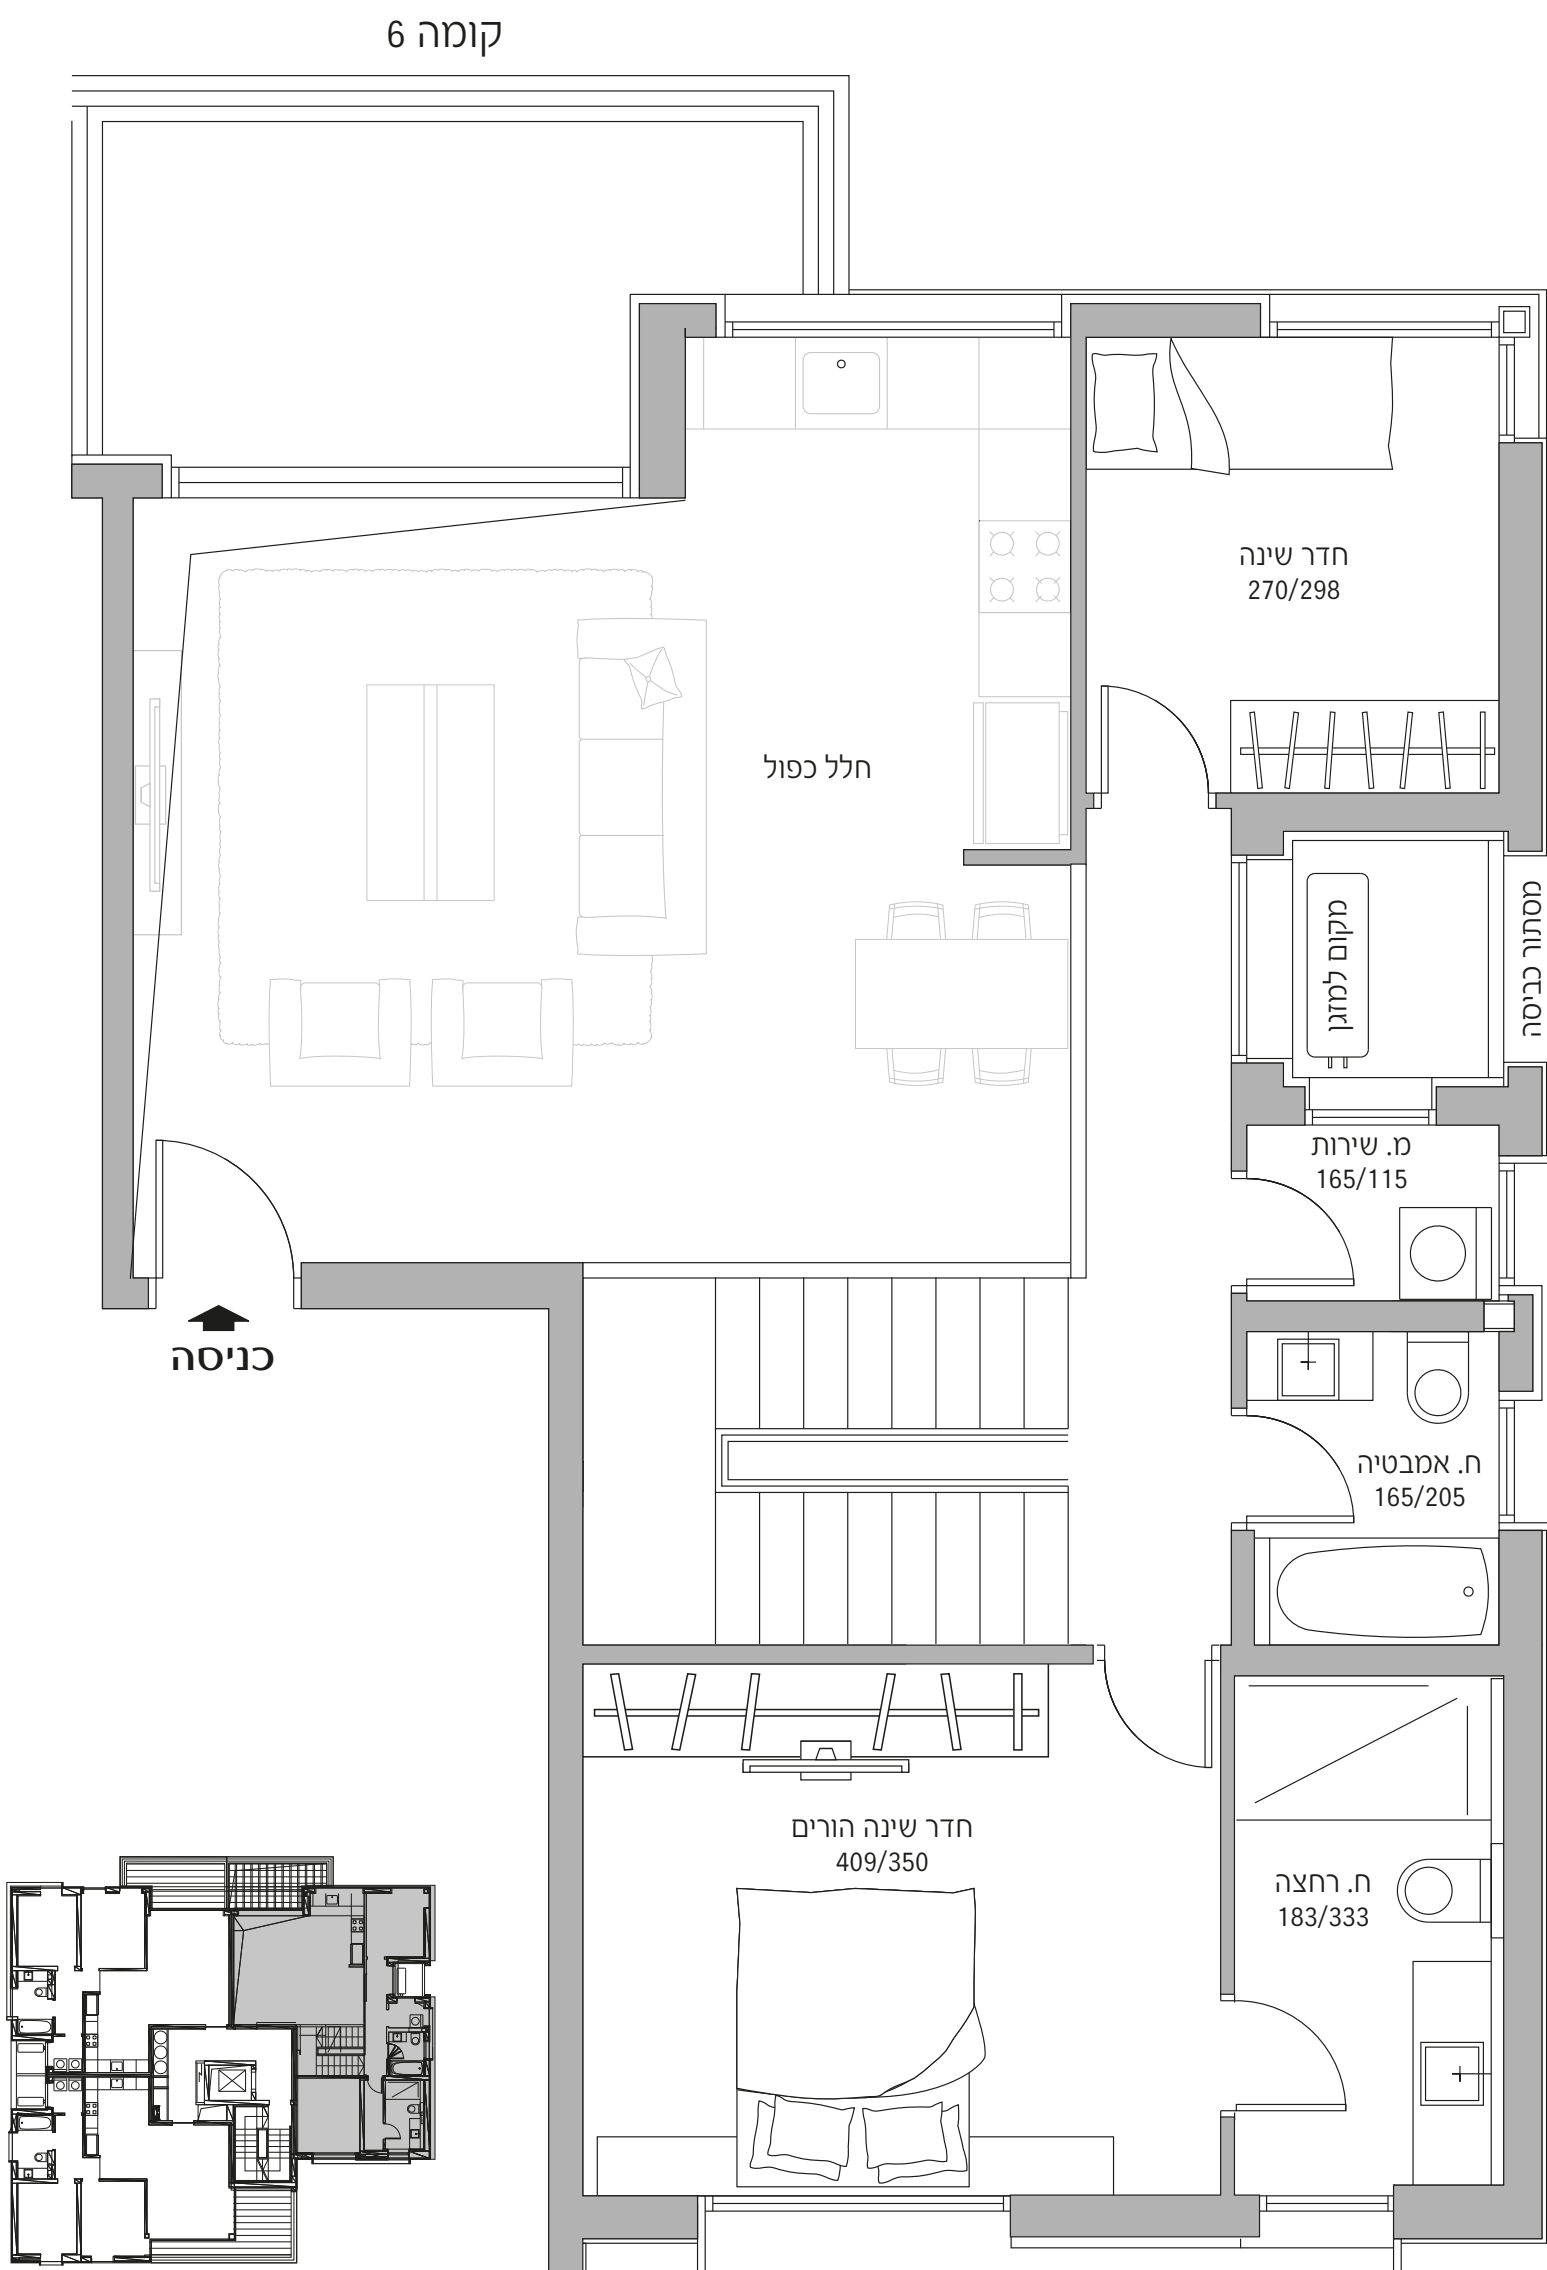 קומה 6
חדר שינה
270/298
חלל כפול
מקום למזגן
מסתור כביסה
מ. שירות
165/115
כניסה
ח. אמבטיה
165/205
חדר שינה הורים
409/350
ח. רחצה
183/333